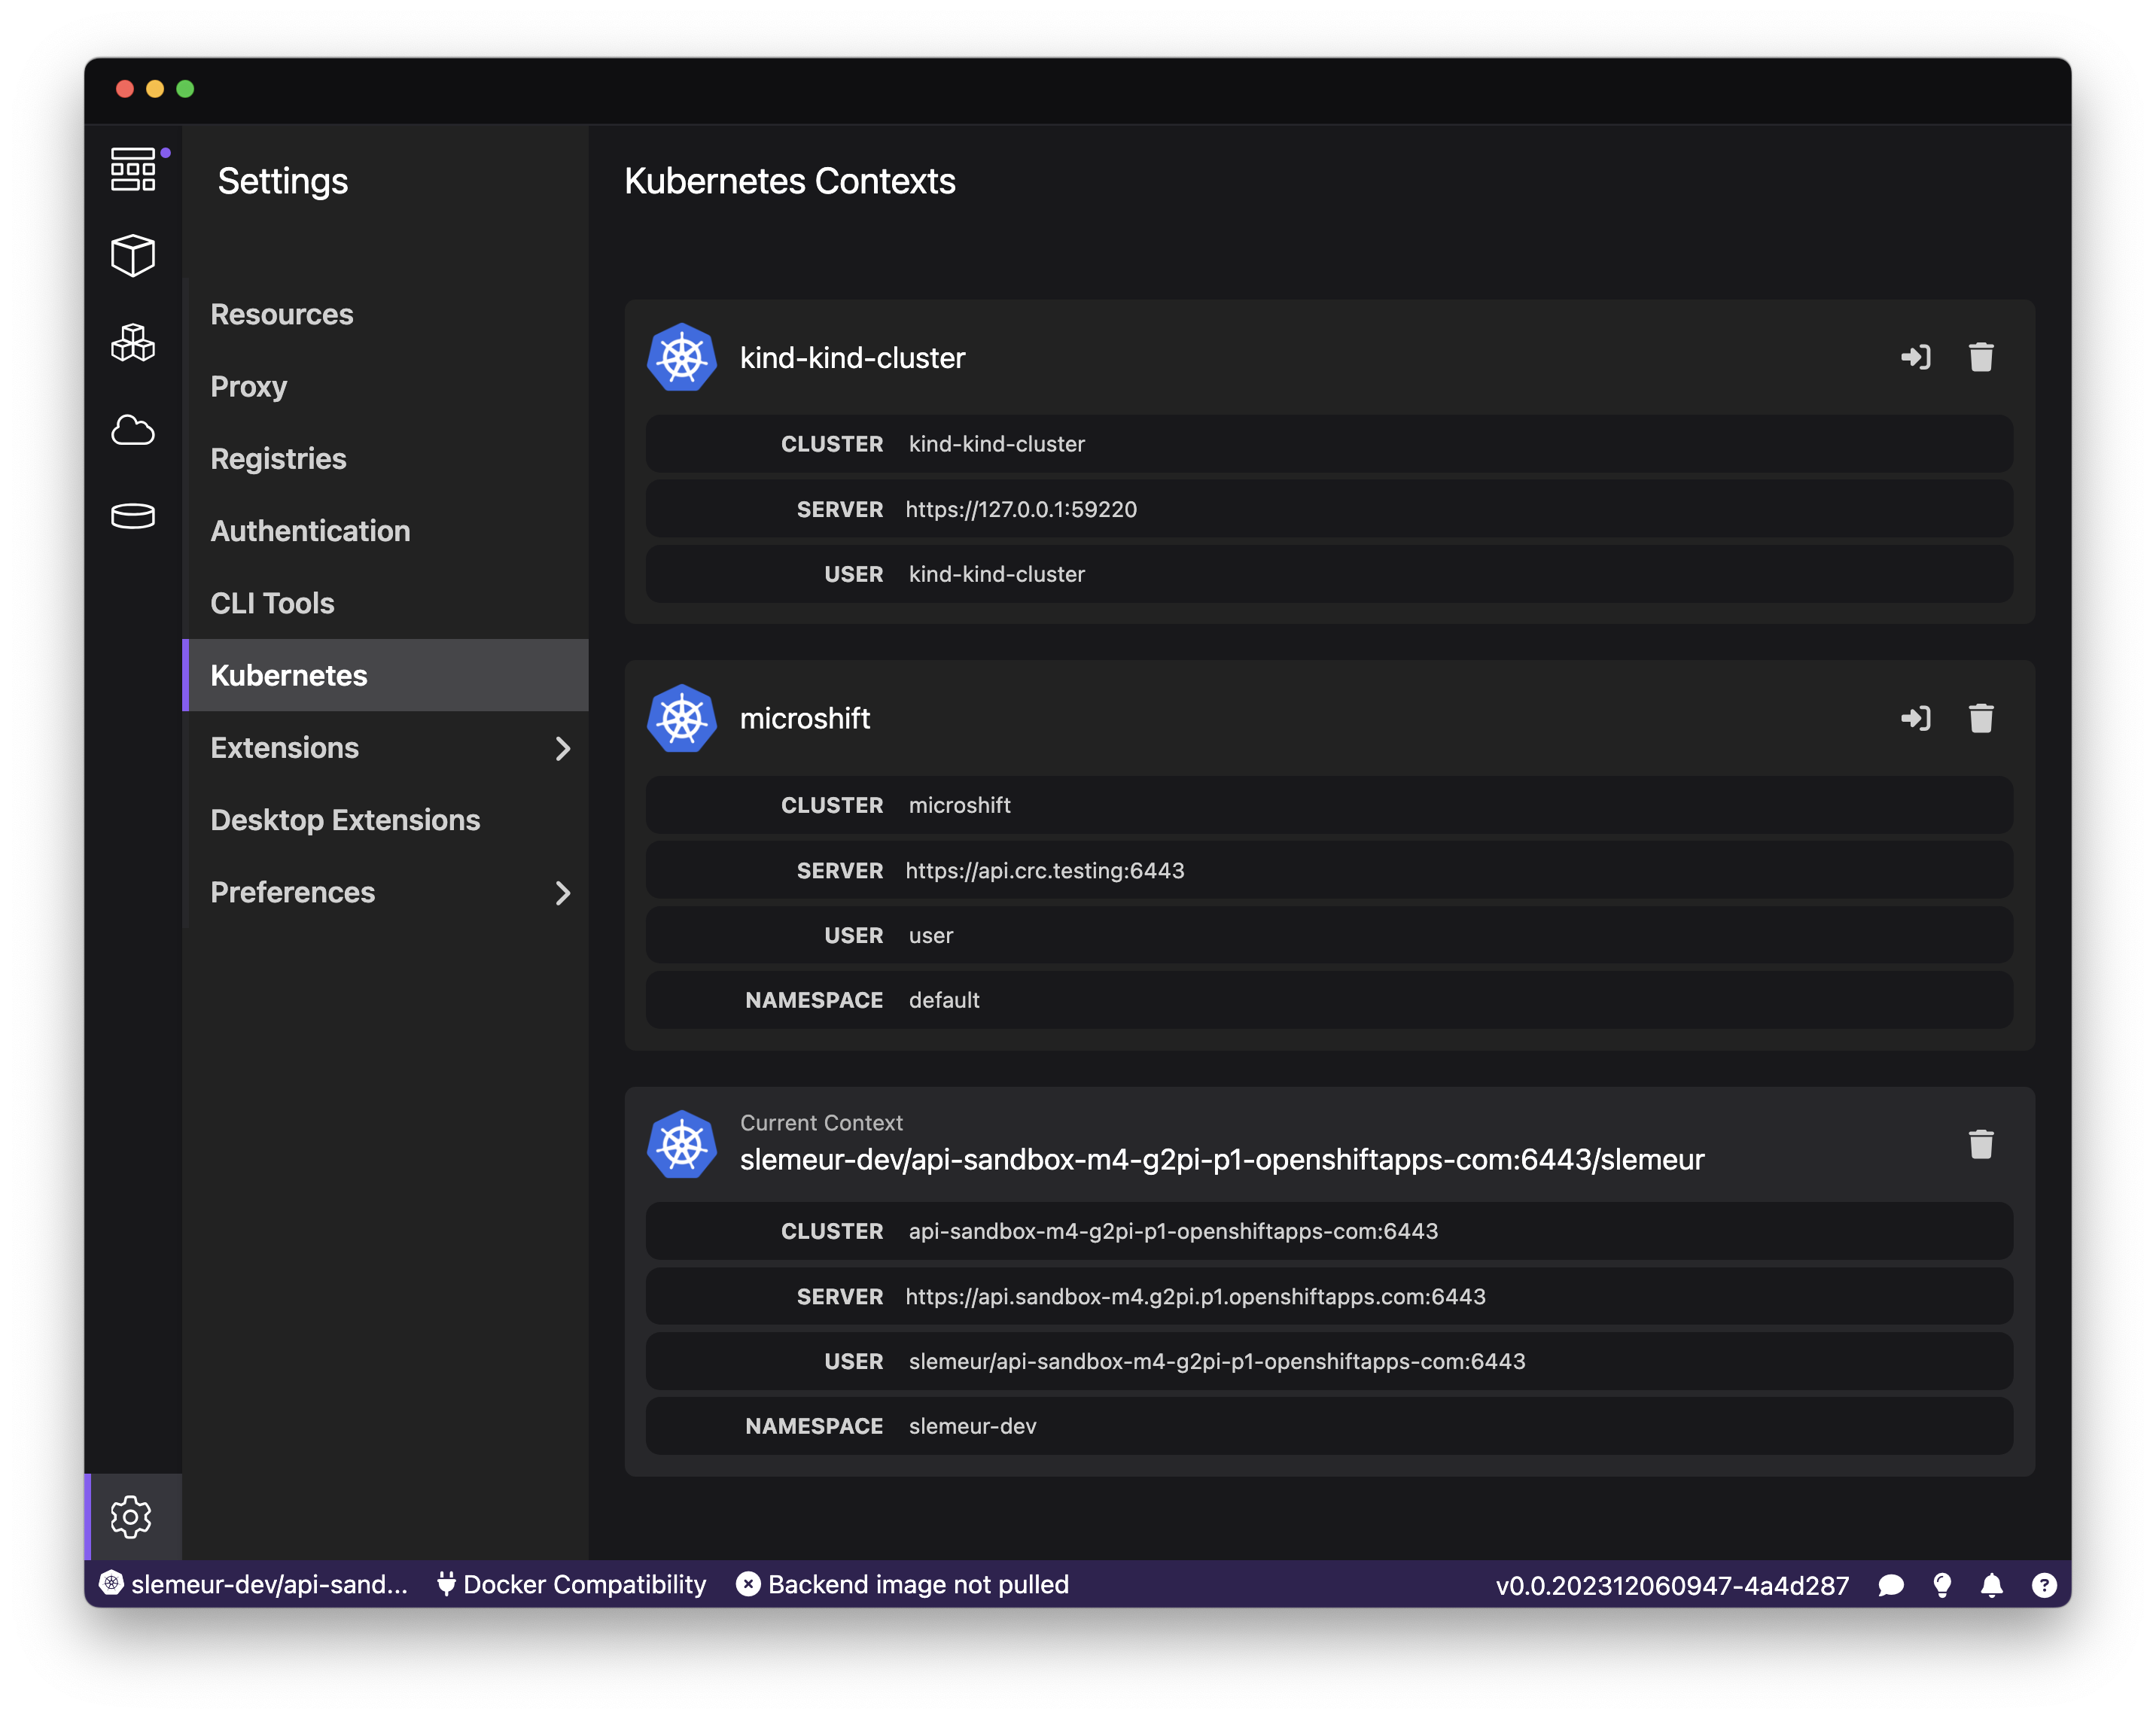 Settings
Resources
Proxy
Registries
Authentication
CLI Tools
Kubernetes
Extensions
Desktop Extensions
Preferences
Kubernetes Contexts
kind-kind-cluster
CLUSTER kind-kind-cluster
SERVER https://127.0.0.1:59220
USER kind-kind-cluster
microshift
CLUSTER microshift
SERVER https://api.crc.testing:6443
USER user
NAMESPACE default
Current Context
slemeur-dev/api-sandbox-m4-g2pi-p1-openshiftapps-com:6443/slemeur
CLUSTER api-sandbox-m4-g2pi-p1-openshiftapps-com:6443
SERVER https://api.sandbox-m4.g2pi.p1.openshiftapps.com:6443
USER slemeur/api-sandbox-m4-g2pi-p1-openshiftapps-com:6443
NAMESPACE slemeur-dev
slemeur-dev/api-sand... Docker Compatibility Backend image not pulled v0.0.202312060947-4a4d287